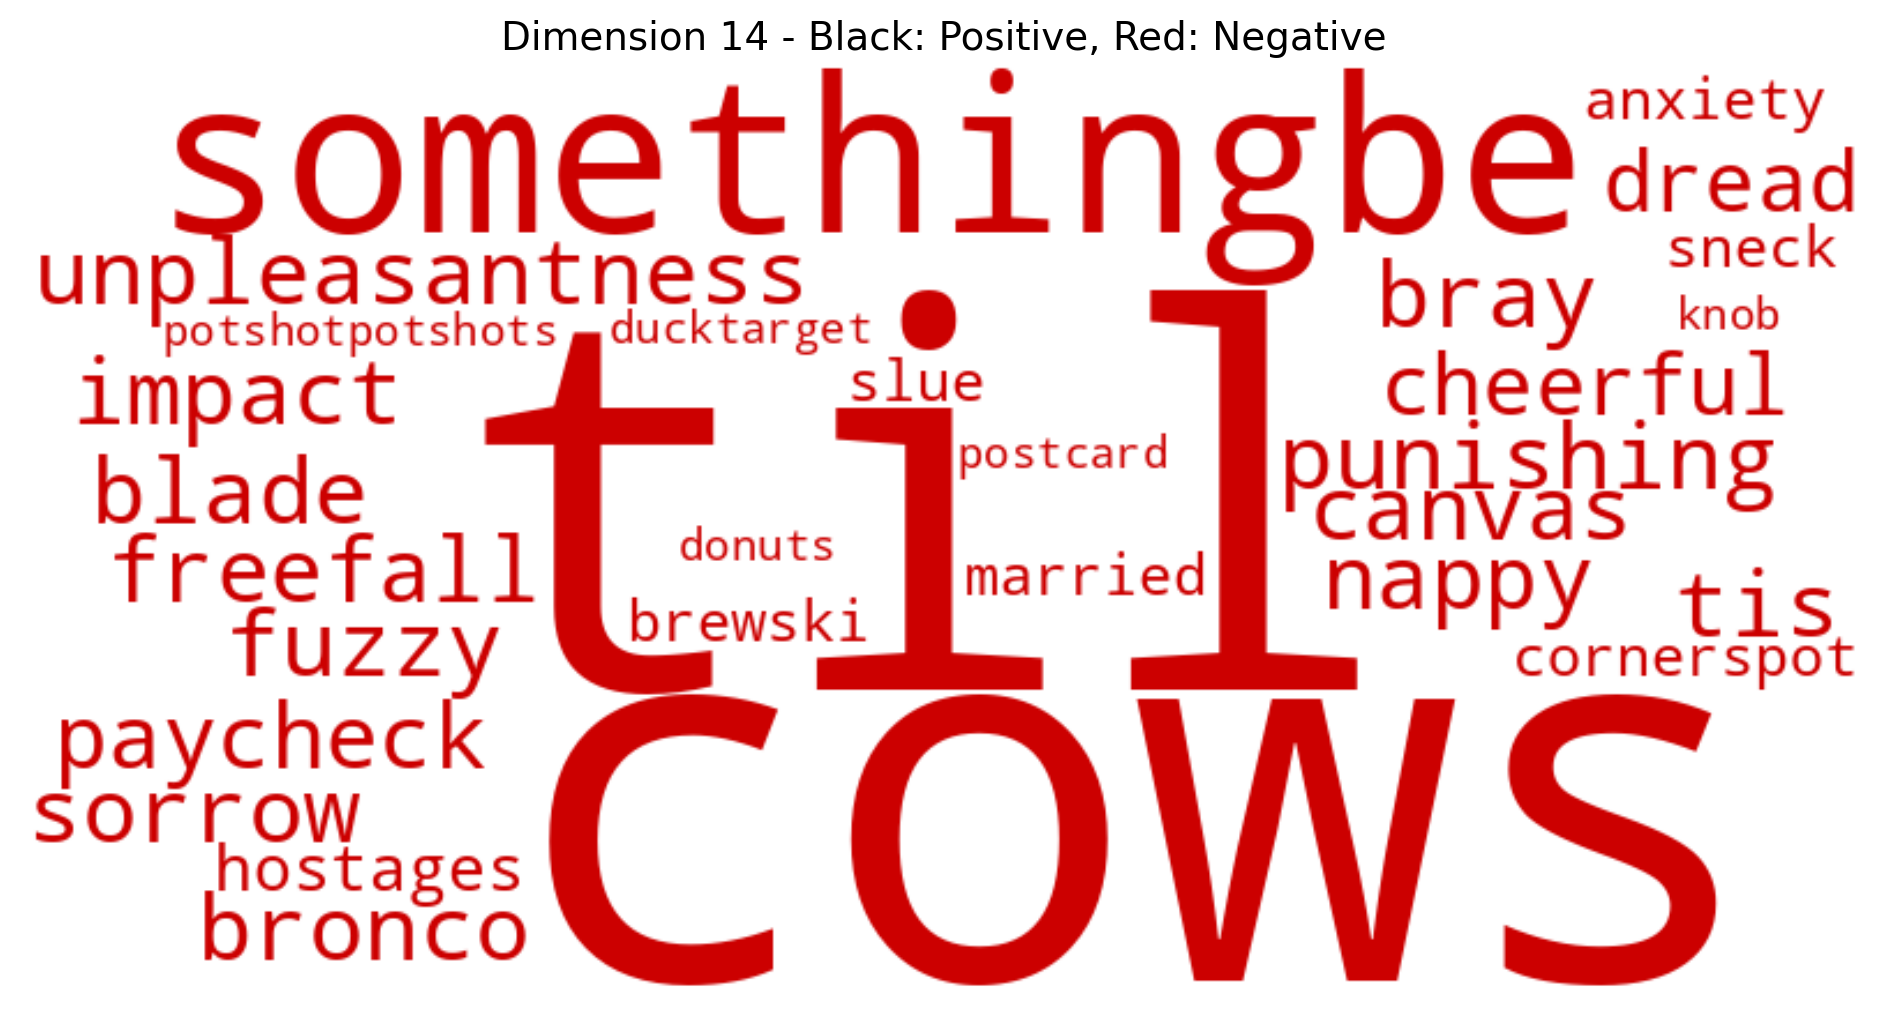 Dimension 14 - Black: Positive, Red: Negative
somethingbe
anxiety
dread
sneck
unpleasantness
bray
knob
potshotpotshots
ducktarget
til
impact
slue
cheerful
postcard
punishing
blade
canvas
donuts
freefall
married
nappy
tis
brewski
fuzzy
cornerspot
paycheck
cows
sorrow
hostages
bronco